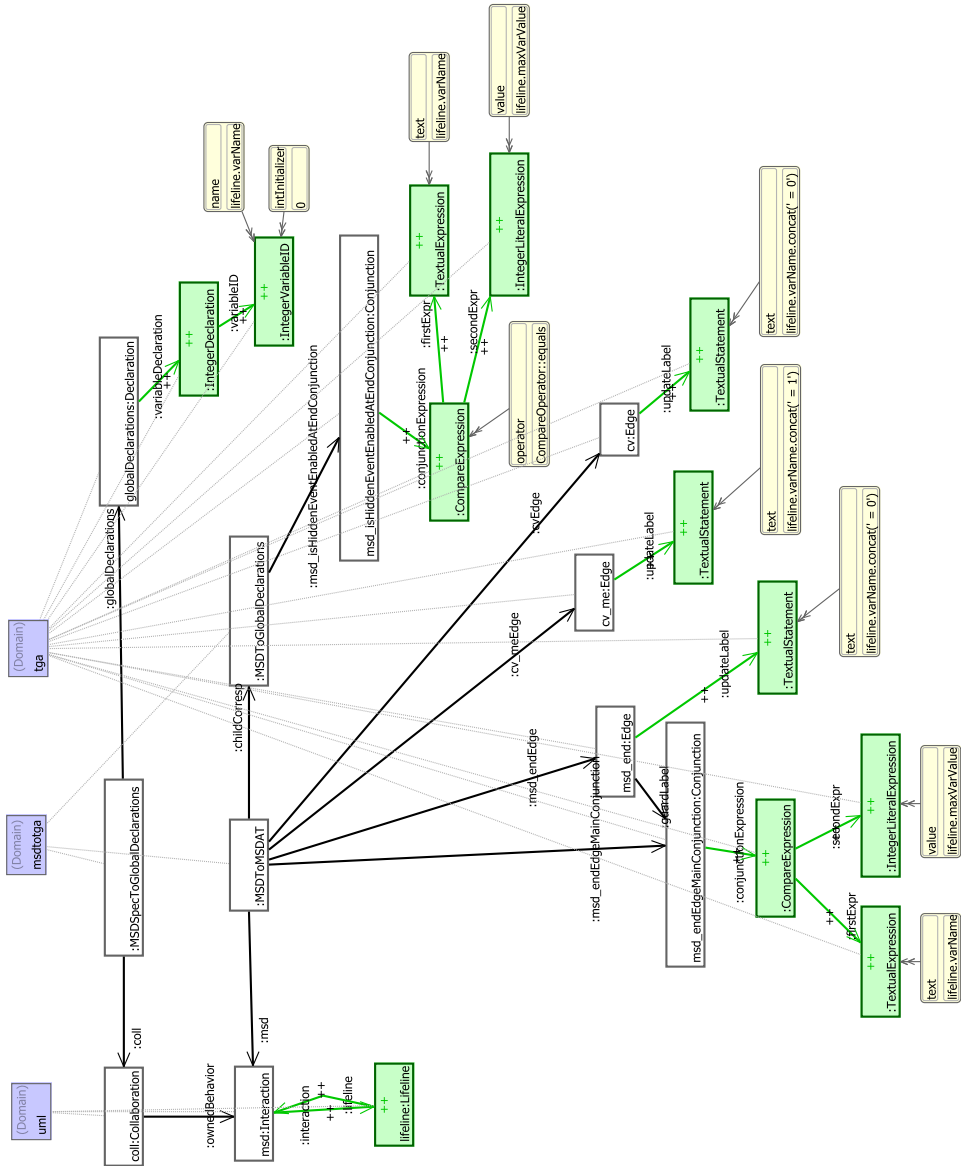 (Domain)
uml
(Domain)
msdtotga
(Domain)
tga
coll:Collaboration
:coll
:MSDSpecToGlobalDeclarations
:globalDeclarations
globalDeclarations:Declaration
:variableDeclaration
++
++
:IntegerDeclaration
:variableID
++
name
lifeline.varName
++
:IntegerVariableID
intInitializer
0
:ownedBehavior
msd:Interaction
:msd
:MSDToMSDAT
:childCorresp
:MSDToGlobalDeclarations
:msd_isHiddenEventEnabledAtEndConjunction
msd_isHiddenEventEnabledAtEndConjunction:Conjunction
:interaction
++
++
:lifeline
++
lifeline:Lifeline
:conjunctionExpression
++
++
:CompareExpression
operator
CompareOperator::equals
:firstExpr
++
++
:TextualExpression
text
lifeline.varName
:secondExpr
++
++
:IntegerLiteralExpression
value
lifeline.maxVarValue
:cvEdge
cv:Edge
:updateLabel
++
++
:TextualStatement
text
lifeline.varName.concat(' = 0')
:cv_meEdge
cv_me:Edge
:updateLabel
++
++
:TextualStatement
text
lifeline.varName.concat(' = 1')
:msd_endEdge
msd_end:Edge
++
:updateLabel
++
:TextualStatement
text
lifeline.varName.concat(' = 0')
:msd_endEdgeMainConjunction
:guardLabel
msd_endEdgeMainConjunction:Conjunction
:conjunctionExpression
++
++
:CompareExpression
++
:firstExpr
++
:TextualExpression
text
lifeline.varName
:secondExpr
++
++
:IntegerLiteralExpression
value
lifeline.maxVarValue